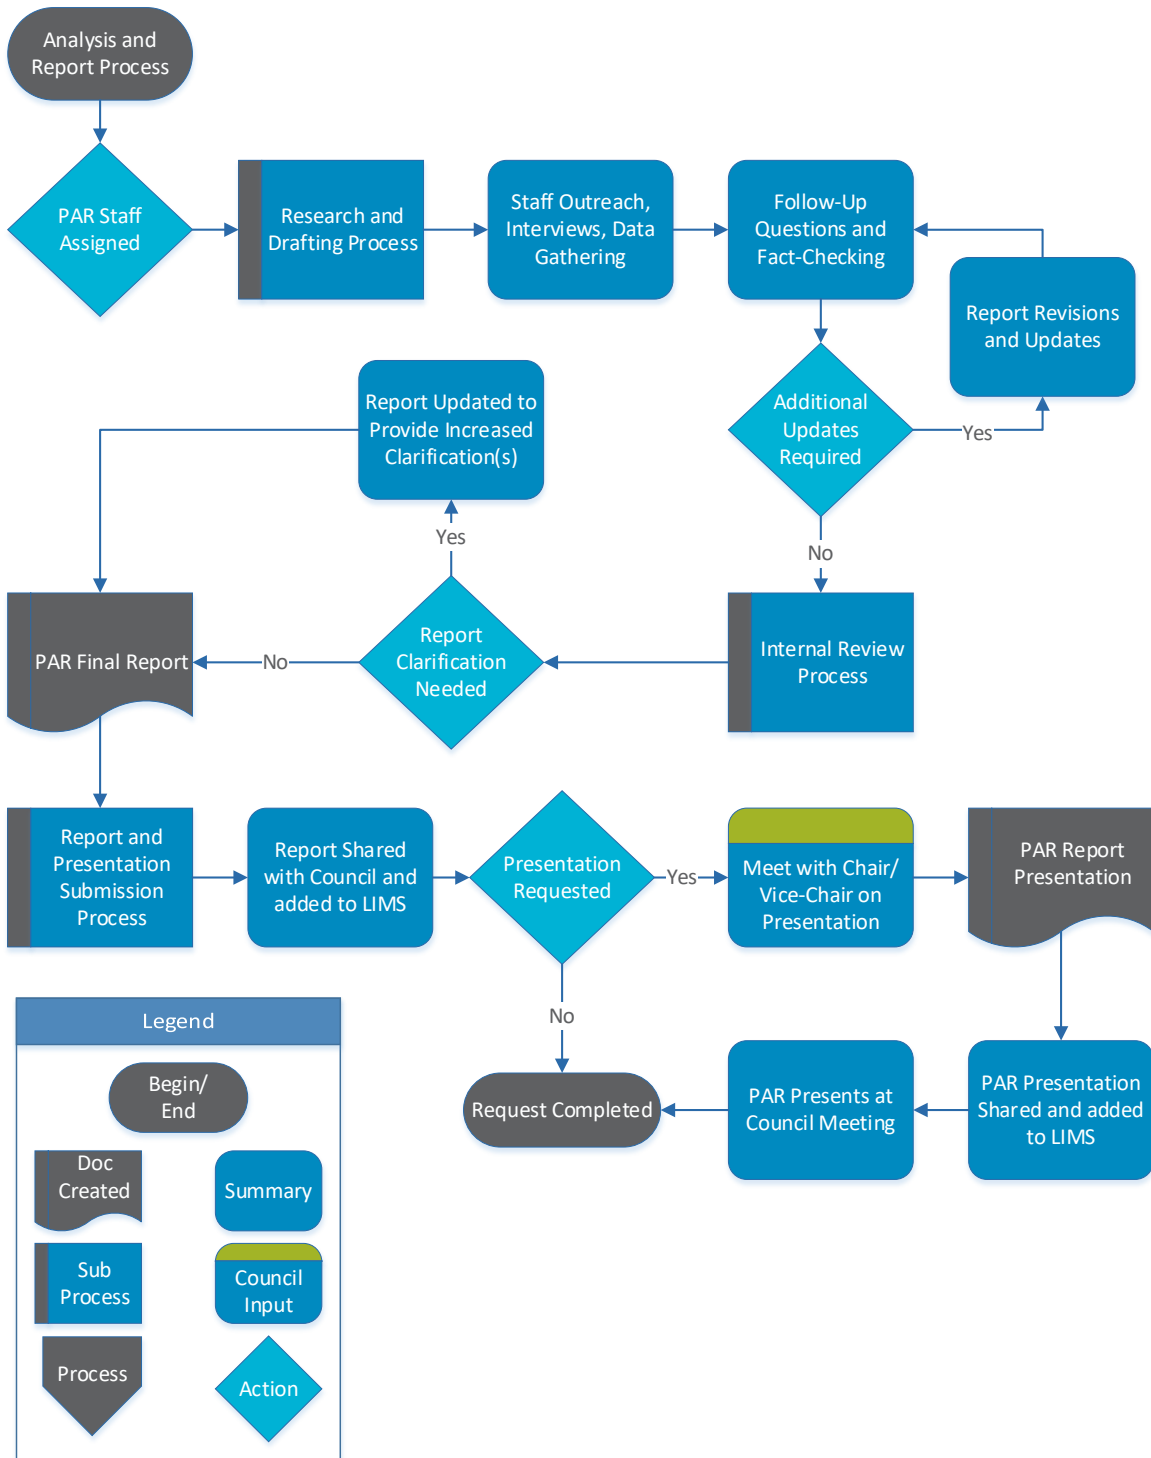 Analysis and
Report Process
PAR Staff
Assigned
Research and
Drafting Process
Staff Outreach,
Interviews, Data
Gathering
Follow-Up
Questions and
Fact-Checking
Report Revisions
and Updates
Additional
Updates
Required
Yes
No
Report Updated to
Provide Increased
Clarification(s)
Yes
Internal Review
Process
Report
Clarification
Needed
No
PAR Final Report
Report and
Presentation
Submission
Process
Report Shared
with Council and
added to LIMS
Presentation
Requested
Yes
Meet with Chair/
Vice-Chair on
Presentation
PAR Report
Presentation
No
PAR Presentation
Shared and added
to LIMS
PAR Presents at
Council Meeting
Request Completed
Legend
Begin/
End
Doc
Created
Summary
Sub
Process
Council
Input
Process
Action